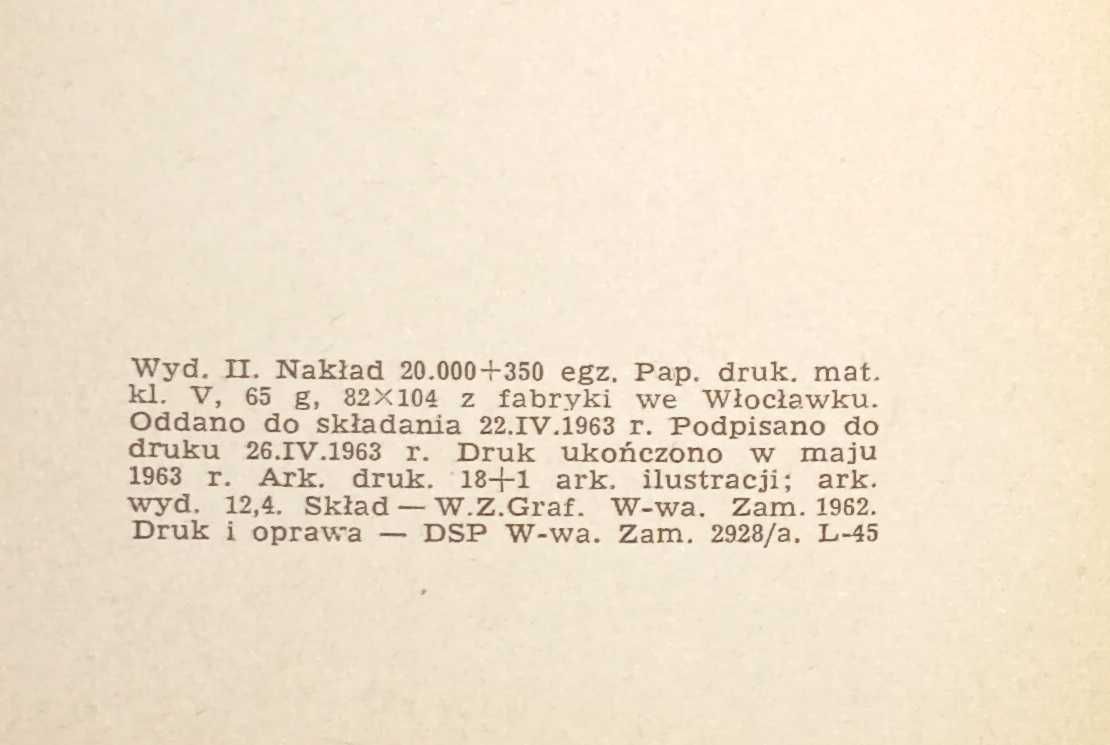 Wyd. II. Nakład 20.000+350 egz. Pap. druk. mat.
kl. V, 65 g, 82×104 z fabryki we Włocławku.
Oddano do składania 22.IV.1963 r. Podpisano do
druku 26.IV.1963 r. Druk ukończono w maju
1963 r. Ark. druk. 18+1 ark. ilustracji; ark.
wyd. 12,4. Skład — W.Z.Graf. W-wa. Zam. 1962.
Druk i oprawa — DSP W-wa. Zam. 2928/a. L-45